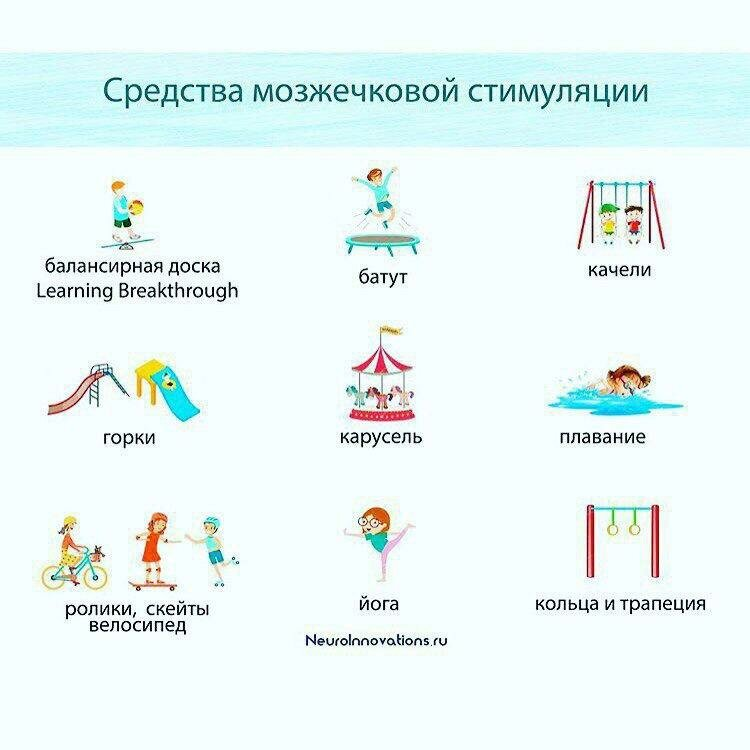 Средства мозжечковой стимуляции
балансирная доска
Learning Breakthrough
батут
качели
горки
карусель
плавание
ролики, скейты
велосипед
йога
кольца и трапеция
NeuroInnovations.ru